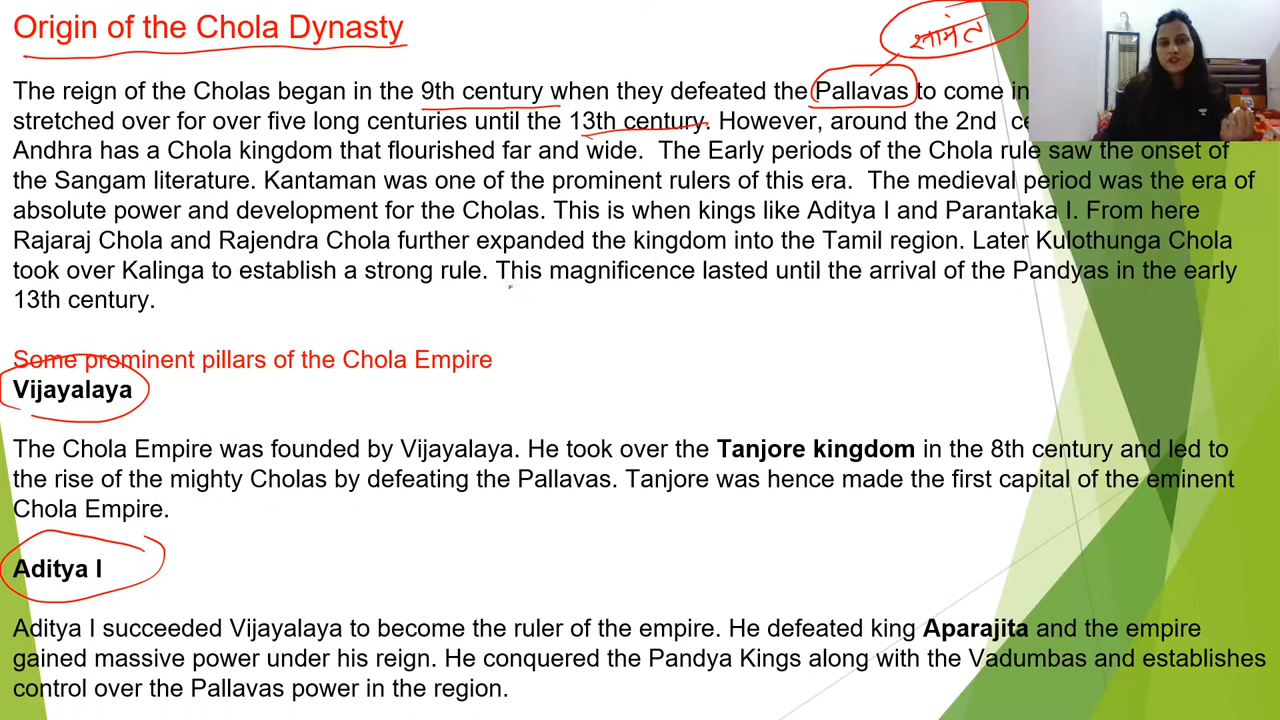 Origin of the Chola Dynasty
सामंत
The reign of the Cholas began in the 9th century when they defeated the Pallavas to come in
stretched over for over five long centuries until the 13th century. However, around the 2nd
Andhra has a Chola kingdom that flourished far and wide. The Early periods of the Chola rule saw the onset of
the Sangam literature. Kantaman was one of the prominent rulers of this era. The medieval period was the era of
absolute power and development for the Cholas. This is when kings like Aditya I and Parantaka I. From here
Rajaraj Chola and Rajendra Chola further expanded the kingdom into the Tamil region. Later Kulothunga Chola
took over Kalinga to establish a strong rule. This magnificence lasted until the arrival of the Pandyas in the early
13th century.
Some prominent pillars of the Chola Empire
Vijayalaya
The Chola Empire was founded by Vijayalaya. He took over the Tanjore kingdom in the 8th century and led to
the rise of the mighty Cholas by defeating the Pallavas. Tanjore was hence made the first capital of the eminent
Chola Empire.
Aditya I
Aditya I succeeded Vijayalaya to become the ruler of the empire. He defeated king Aparajita and the empire
gained massive power under his reign. He conquered the Pandya Kings along with the Vadumbas and establishes
control over the Pallavas power in the region.